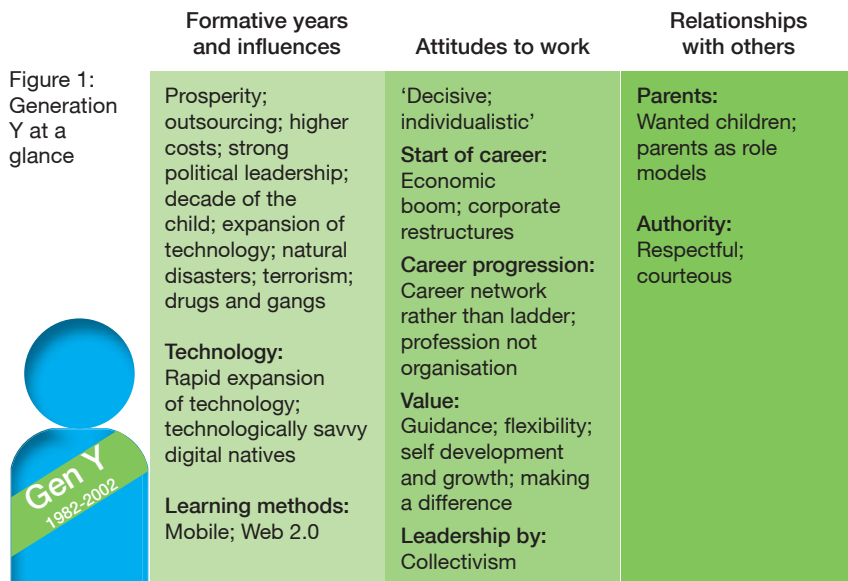 Formative years
and influences
Attitudes to work
Relationships
with others
Figure 1:
Generation
Y at a
glance
Prosperity;
outsourcing; higher
costs; strong
political leadership;
decade of the
child; expansion of
technology; natural
disasters; terrorism;
drugs and gangs
Technology:
Rapid expansion
of technology;
technologically savvy
digital natives
Learning methods:
Mobile; Web 2.0
‘Decisive;
individualistic’
Start of career:
Economic
boom; corporate
restructures
Career progression:
Career network
rather than ladder;
profession not
organisation
Value:
Guidance; flexibility;
self development
and growth; making
a difference
Leadership by:
Collectivism
Parents:
Wanted children;
parents as role
models
Authority:
Respectful;
courteous
Gen Y
1982-2002